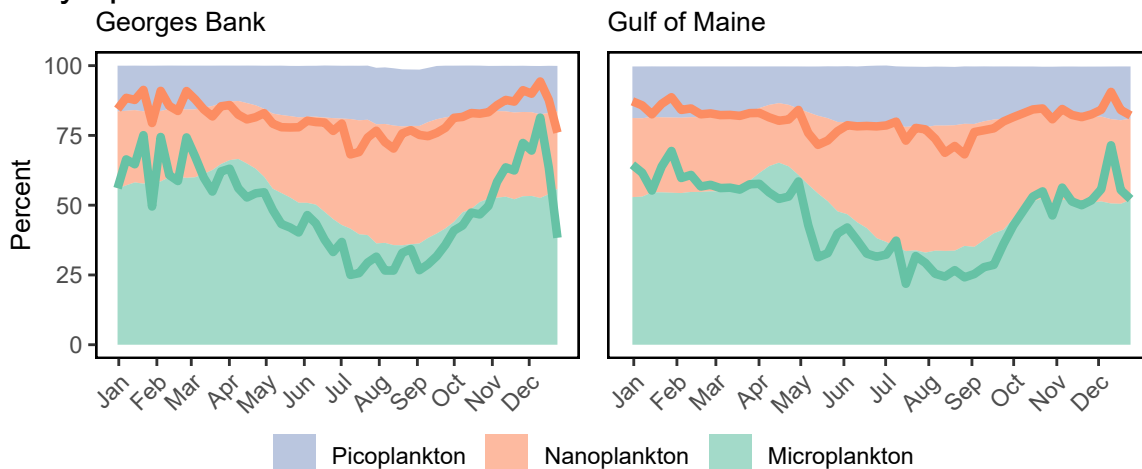 Georges Bank
Gulf of Maine
Percent
100
75
50
25
0
Jan Feb Mar Apr May Jun Jul Aug Sep Oct Nov Dec
Jan Feb Mar Apr May Jun Jul Aug Sep Oct Nov Dec
Picoplankton Nanoplankton Microplankton